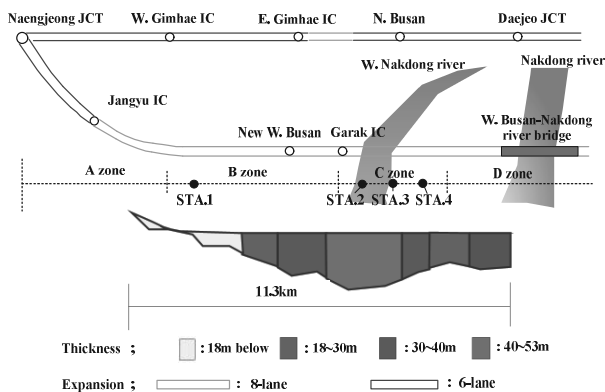 Naengjeong JCT
W. Gimhae IC
E. Gimhae IC
N. Busan
Daejeo JCT
W. Nakdong river
Nakdong river
Jangyu IC
New W. Busan
Garak IC
W. Busan-Nakdong
river bridge
A zone
B zone
C zone
D zone
STA.1
STA.2
STA.3
STA.4
11.3km
Thickness ; : 18m below : 18~30m : 30~40m : 40~53m
Expansion ; : 8-lane : 6-lane